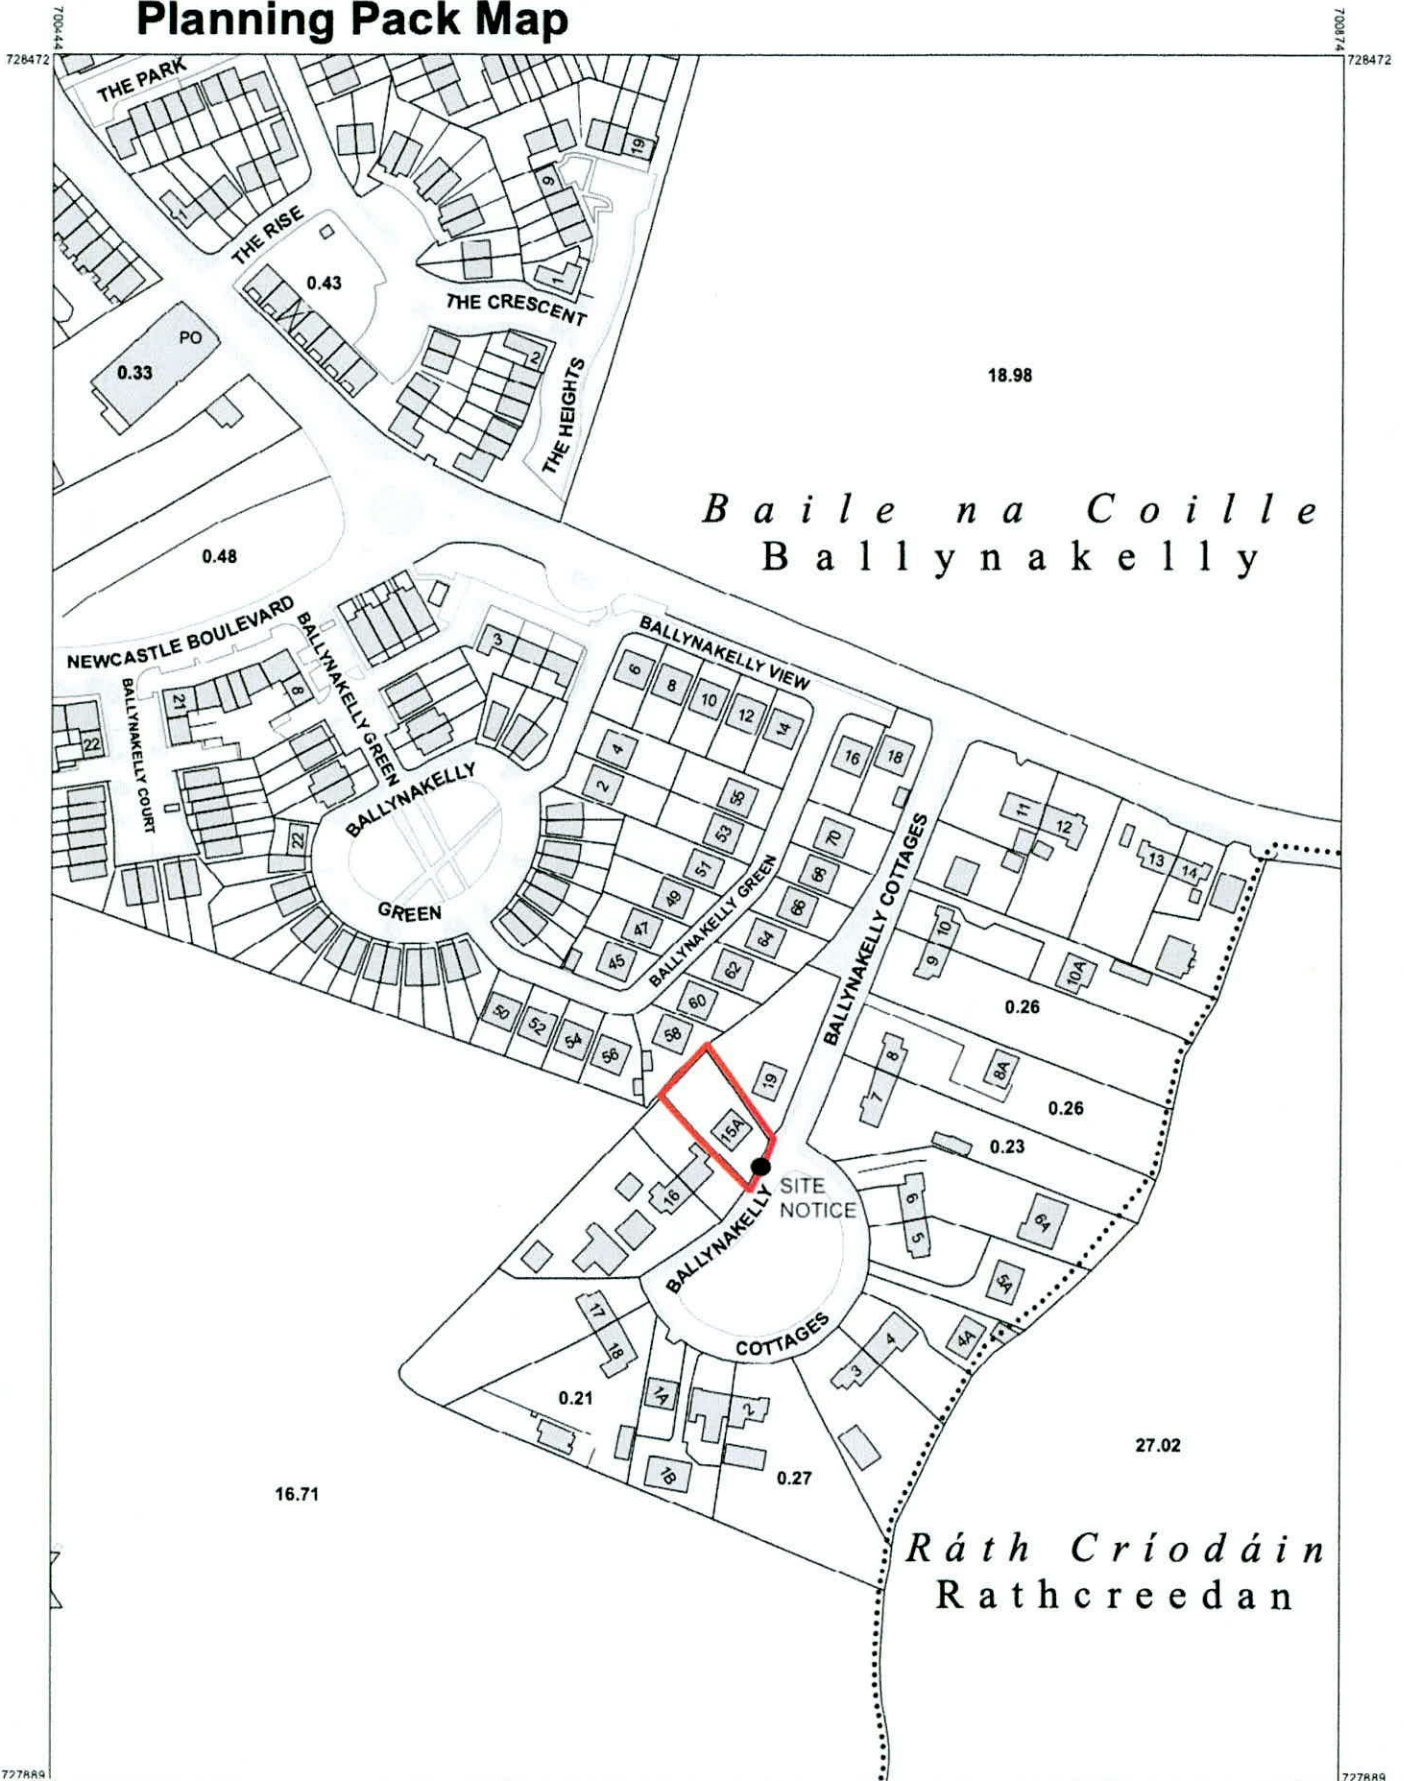 Planning Pack Map
700444
700874
728472
728472
THE PARK
19
9
11
THE RISE
0.43
1
THE CRESCENT
PO
2
0.33
18.98
THE HEIGHTS
Baile na Coille
Ballynakelly
0.48
NEWCASTLE BOULEVARD
BALLYNAKELLY GREEN
3
BALLYNAKELLY VIEW
6
8
10
12
14
8
21
BALLYNAKELLY COURT
22
4
16
18
2
BALLYNAKELLY
GREEN
22
55
53
51
49
47
45
BALLYNAKELLY GREEN
70
68
66
64
62
60
58
BALLYNAKELLY COTTAGES
11
12
13
14
10
9
10A
0.26
50
52
54
56
BALLYNAKELLY COTTAGES
8
7
8A
0.26
19
15A
0.23
SITE
NOTICE
16
6
5
6A
BALLYNAKELLY
COTTAGES
5A
17
18
4
3
4A
0.21
1A
2
1B
0.27
27.02
16.71
Ráth Críodáin
Rathcreedan
727889
727889